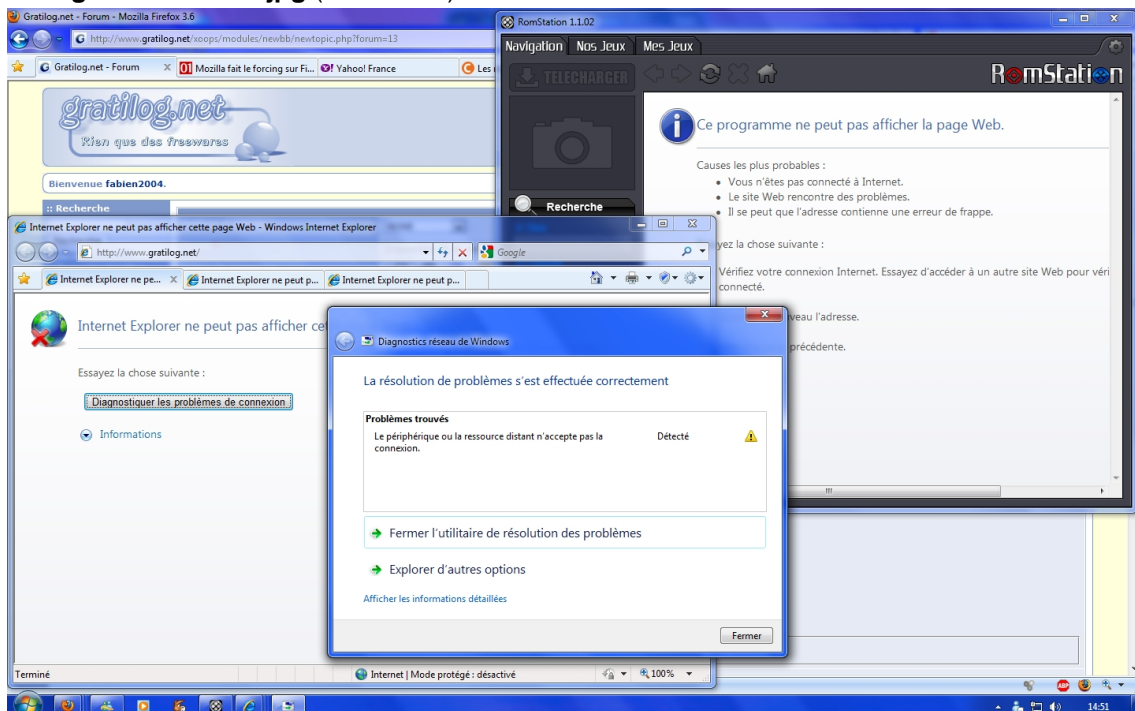 Gratilog.net - Forum - Mozilla Firefox 3.6
http://www.gratilog.net/xoops/modules/newbb/newtopic.php?forum=13
Gratilog.net - Forum
Mozilla fait le forcing sur Fi...
Yahoo! France
Les
gratilog.net
Rien que des freewares
Bienvenue fabien2004.
:: Recherche
RomStation 1.1.02
Navigation
Nos Jeux
Mes Jeux
TELECHARGER
RomStation
Ce programme ne peut pas afficher la page Web.
Causes les plus probables :
Vous n'êtes pas connecté à Internet.
Le site Web rencontre des problèmes.
Il se peut que l'adresse contienne une erreur de frappe.
Recherche
yez la chose suivante :
Vérifiez votre connexion Internet. Essayez d'accéder à un autre site Web pour véri
connecté.
veau l'adresse.
précédente.
Internet Explorer ne peut pas afficher cette page Web - Windows Internet Explorer
http://www.gratilog.net/
Google
Internet Explorer ne pe...
Internet Explorer ne peut p...
Internet Explorer ne peut p...
Internet Explorer ne peut pas afficher cet
Essayez la chose suivante :
Diagnostiquer les problèmes de connexion
Informations
Diagnostics réseau de Windows
La résolution de problèmes s'est effectuée correctement
Problèmes trouvés
Le périphérique ou la ressource distant n'accepte pas la connexion.
Détecté
Fermer l'utilitaire de résolution des problèmes
Explorer d'autres options
Afficher les informations détaillées
Fermer
Terminé
Internet | Mode protégé : désactivé
100%
ABP
14:51